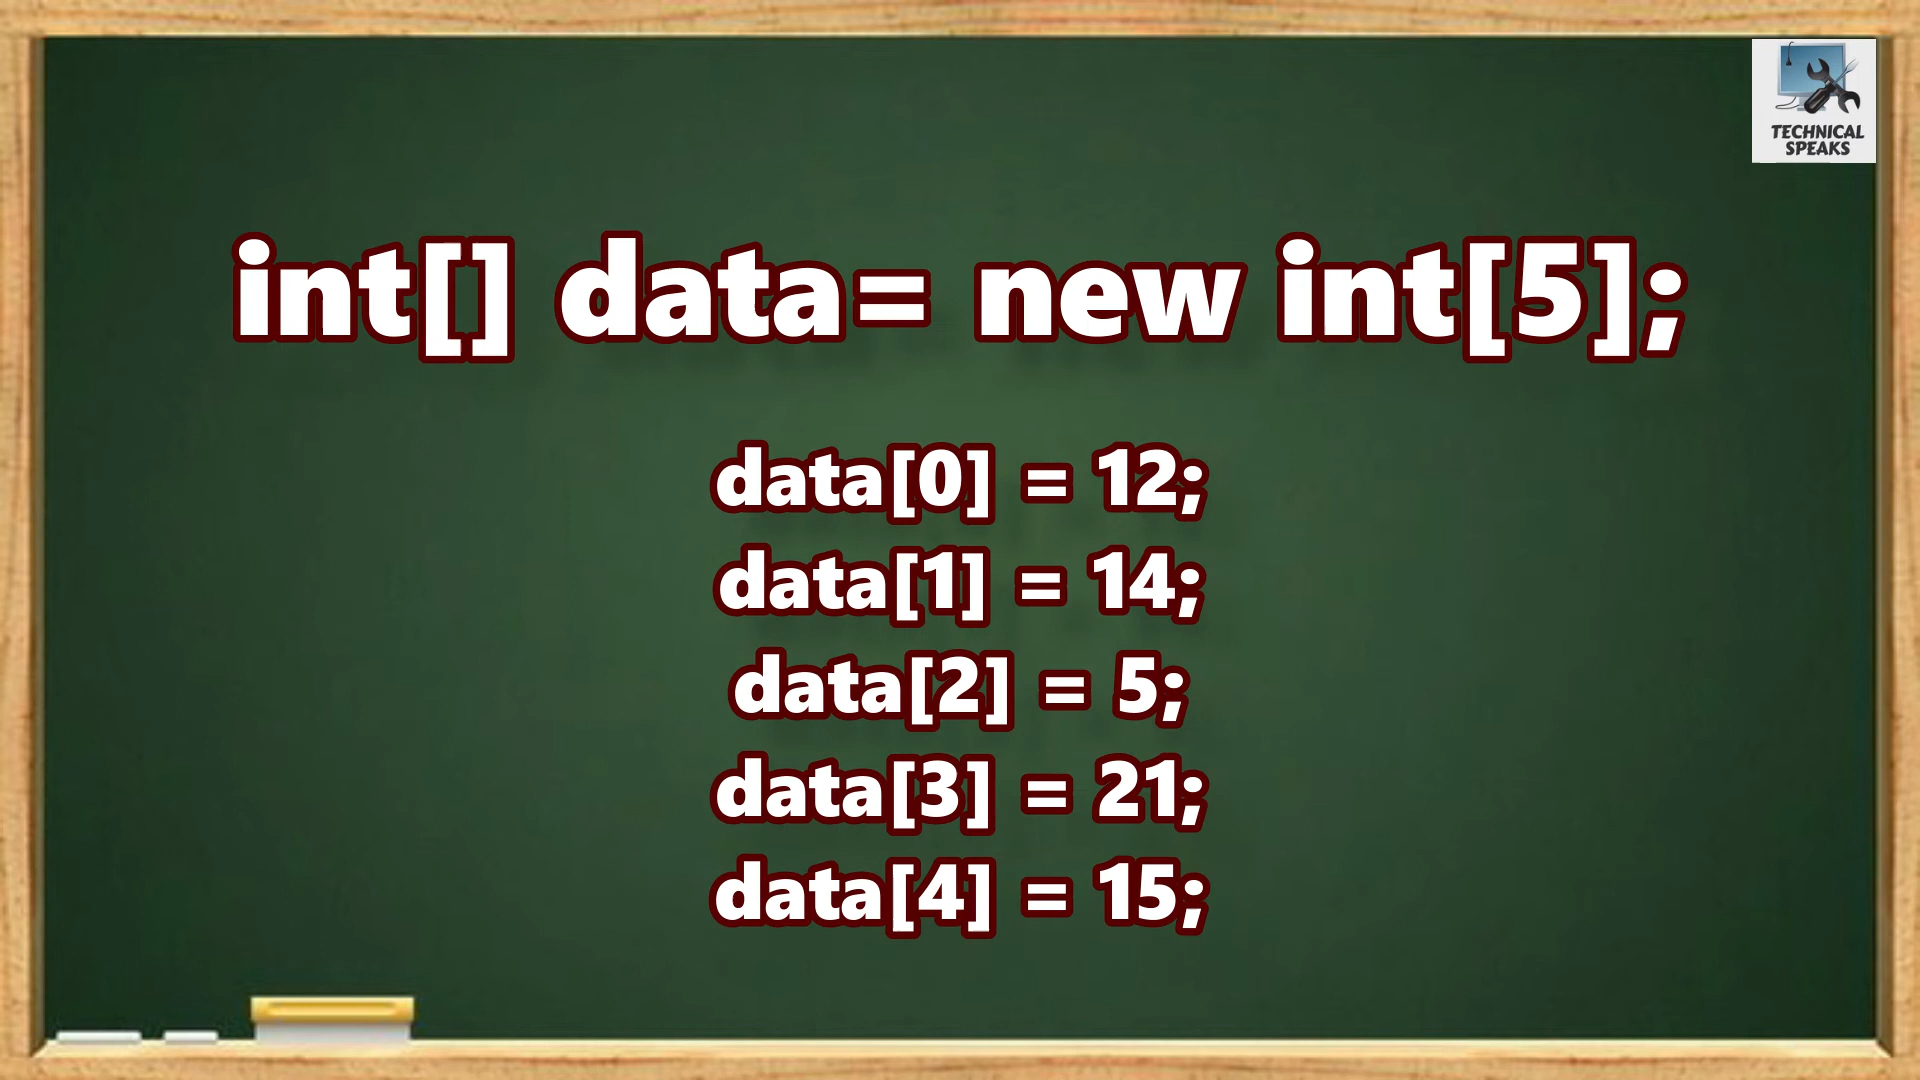 TECHNICAL
SPEAKS
int[] data= new int[5];
data[0] = 12;
data[1] = 14;
data[2] = 5;
data[3] = 21;
data[4] = 15;